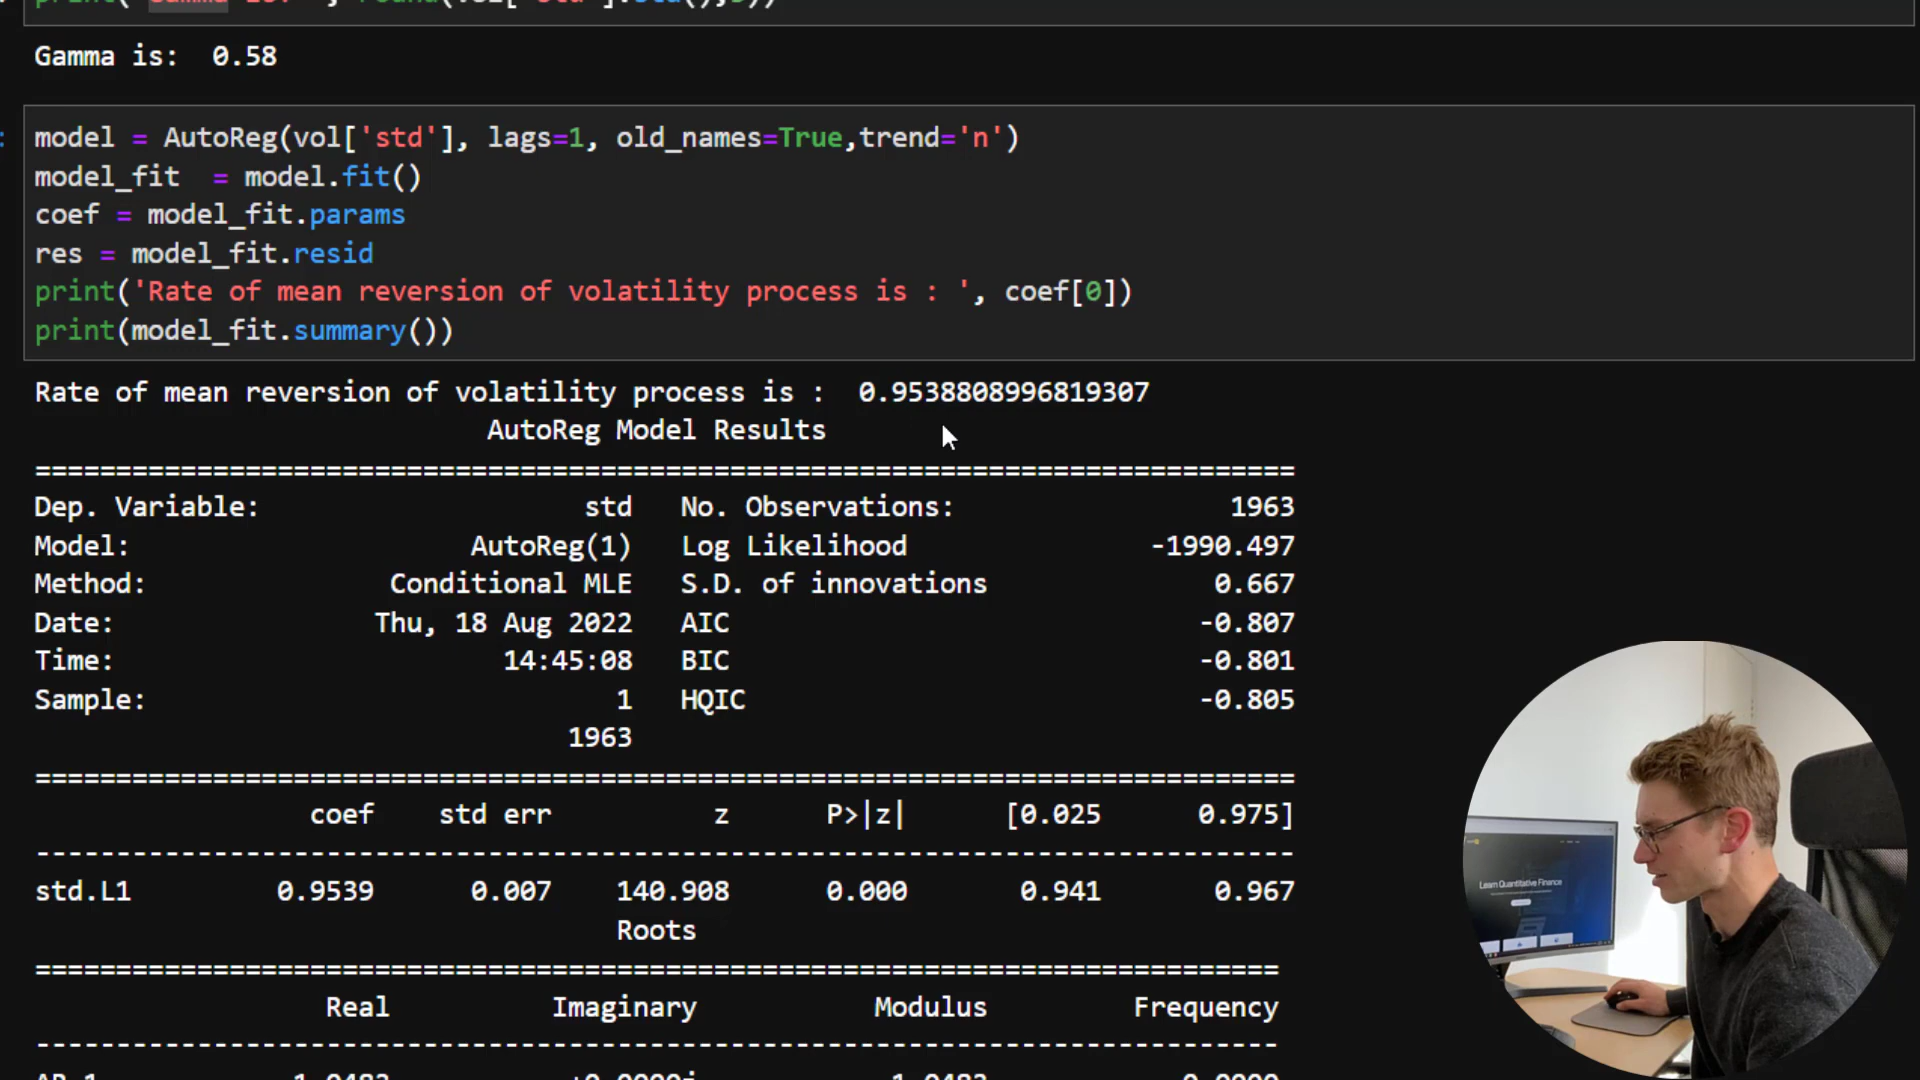 Gamma is:  0.58
model = AutoReg(vol['std'], lags=1, old_names=True,trend='n')
model_fit  = model.fit()
coef = model_fit.params
res = model_fit.resid
print('Rate of mean reversion of volatility process is : ', coef[0])
print(model_fit.summary())
Rate of mean reversion of volatility process is :  0.9538808996819307
AutoReg Model Results
==============================================================================
Dep. Variable: std No. Observations: 1963
Model: AutoReg(1) Log Likelihood -1990.497
Method: Conditional MLE S.D. of innovations 0.667
Date: Thu, 18 Aug 2022 AIC -0.807
Time: 14:45:08 BIC -0.801
Sample: 1 HQIC -0.805
1963
==============================================================================
coef std err z P>|z| [0.025 0.975]
------------------------------------------------------------------------------
std.L1 0.9539 0.007 140.908 0.000 0.941 0.967
Roots
=============================================================================
Real Imaginary Modulus Frequency
-----------------------------------------------------------------------------
Learn Quantitative Finance